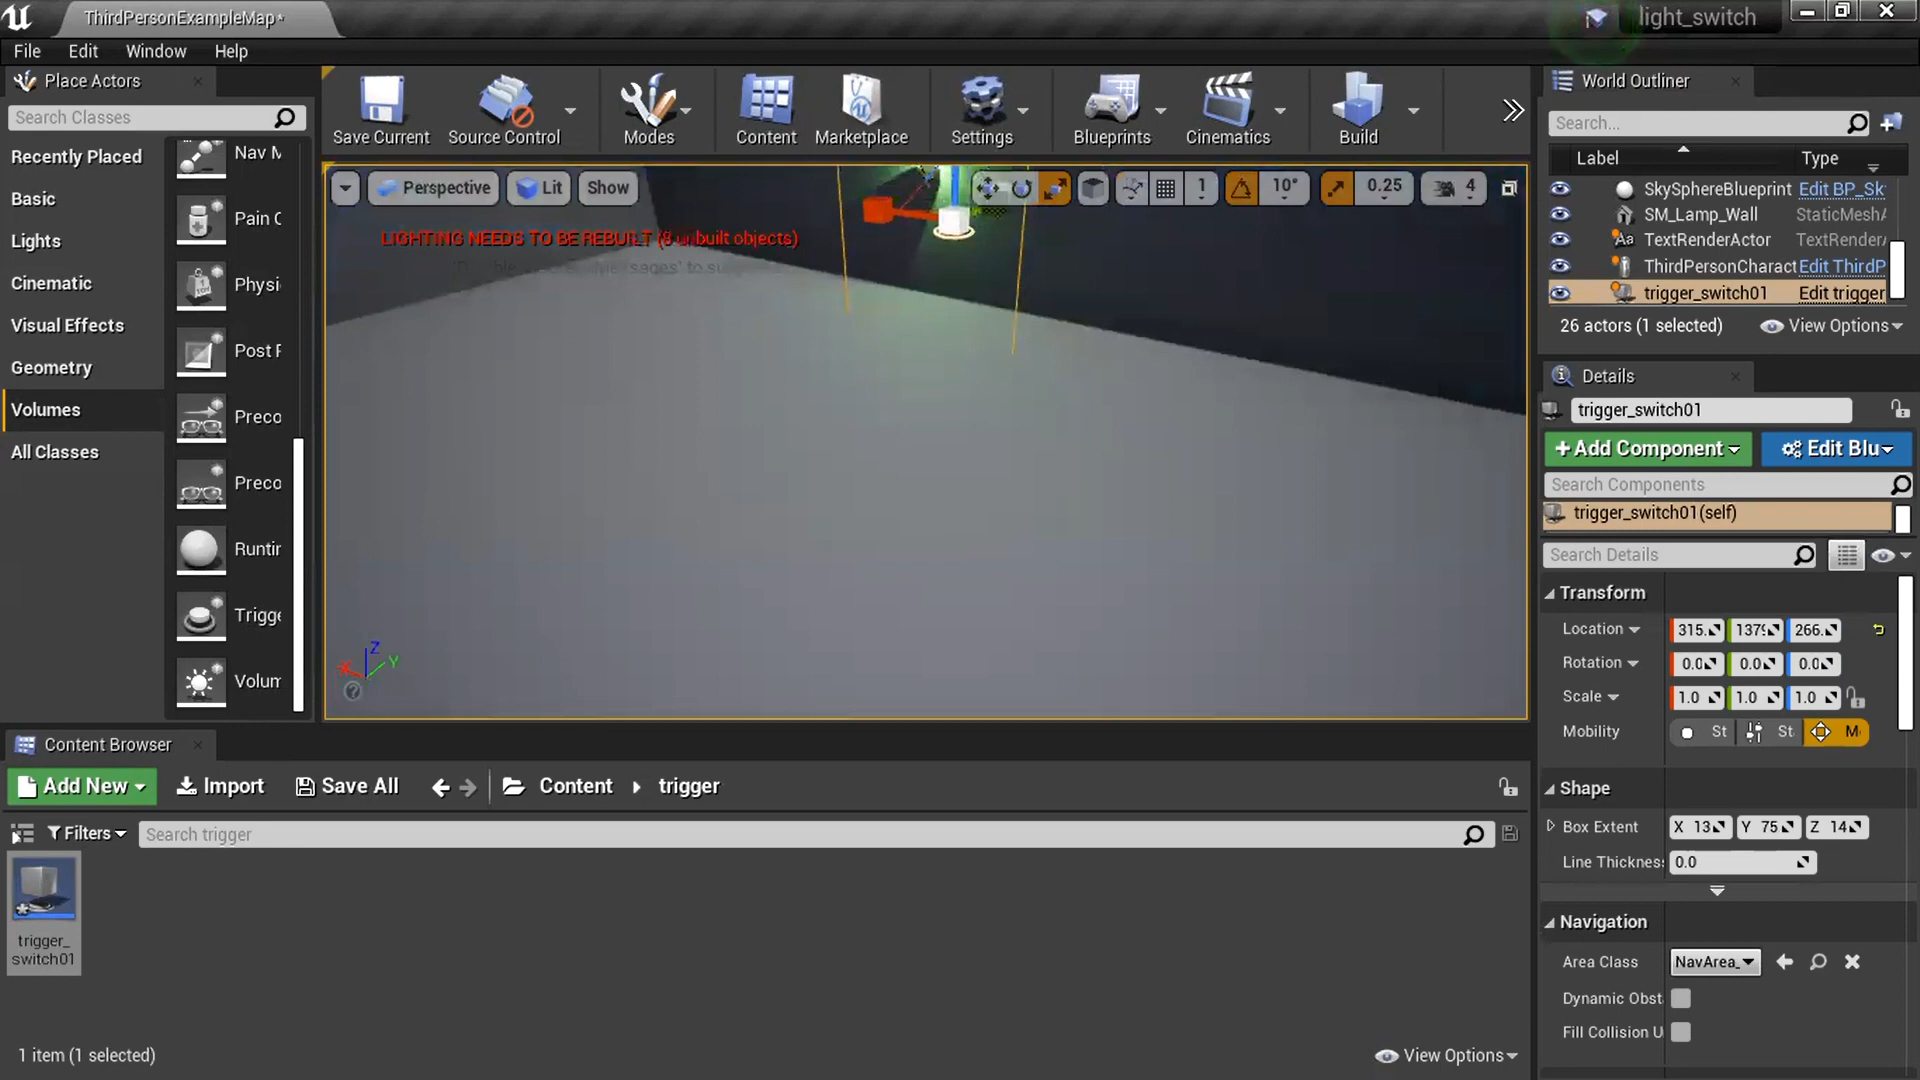 ThirdPersonExampleMap*
light_switch
File Edit Window Help
Place Actors
Search Classes
Recently Placed
Basic
Lights
Cinematic
Visual Effects
Geometry
Volumes
All Classes
Nav M
Pain C
Physi
Post F
Preco
Preco
Runtin
Trigge
Volum
Save Current
Source Control
Modes
Content
Marketplace
Settings
Blueprints
Cinematics
Build
Perspective
Lit
Show
1
10°
0.25
4
LIGHTING NEEDS TO BE REBUILT (8 unbuilt objects)
Z
X
Y
World Outliner
Search...
Label Type
SkySphereBlueprint Edit BP_Sk
SM_Lamp_Wall StaticMeshA
TextRenderActor TextRenderA
ThirdPersonCharact Edit ThirdP
trigger_switch01 Edit trigger
26 actors (1 selected) View Options
Details
trigger_switch01
+Add Component Edit Blu
Search Components
trigger_switch01(self)
Search Details
Transform
Location 315. 1379 266.
Rotation 0.0 0.0 0.0
Scale 1.0 1.0 1.0
Mobility St St M
Shape
Box Extent X 13 Y 75 Z 14
Line Thickness 0.0
Navigation
Area Class NavArea_
Dynamic Obst
Fill Collision U
Content Browser
Add New Import Save All Content trigger
Filters Search trigger
trigger_
switch01
1 item (1 selected)
View Options